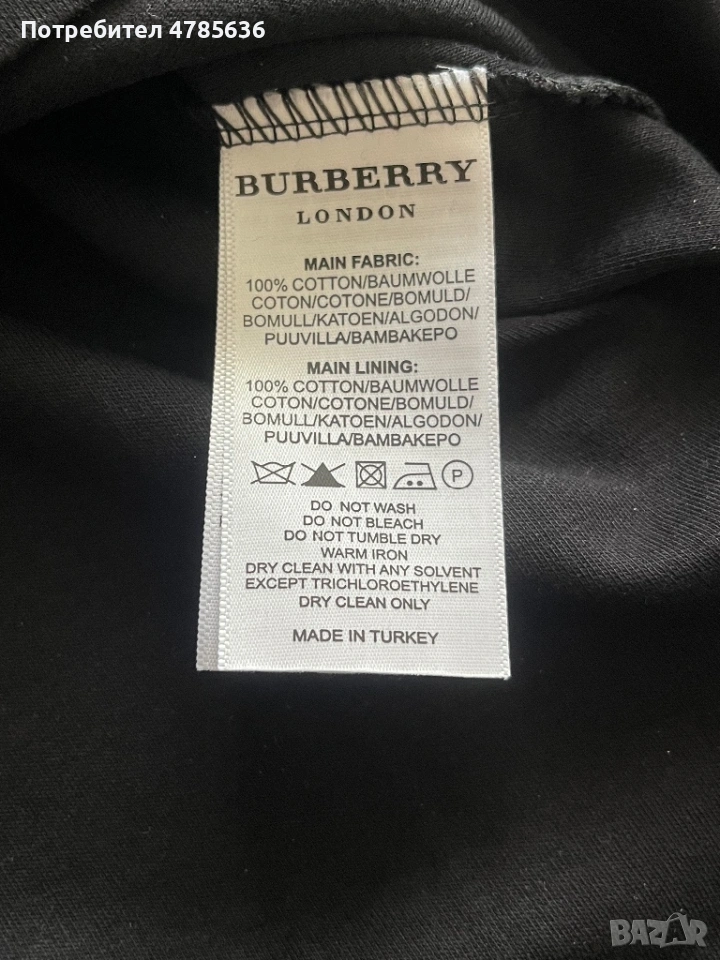 Потребител 4785636
BURBERRY
LONDON
MAIN FABRIC:
100% COTTON/BAUMWOLLE
COTON/COTONE/BOMULD/
BOMULL/KATOEN/ALGODON/
PUUVILLA/BAMBAKEPO
MAIN LINING:
100% COTTON/BAUMWOLLE
COTON/COTONE/BOMULD/
BOMULL/KATOEN/ALGODON/
PUUVILLA/BAMBAKEPO
P
DO NOT WASH
DO NOT BLEACH
DO NOT TUMBLE DRY
WARM IRON
DRY CLEAN WITH ANY SOLVENT
EXCEPT TRICHLOROETHYLENE
DRY CLEAN ONLY
MADE IN TURKEY
BAZAR